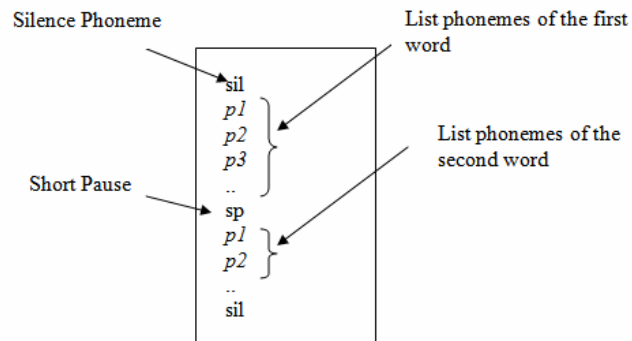 Silence Phoneme
List phonemes of the first
word
sil
p1
p2
p3
..
List phonemes of the
second word
Short Pause
sp
p1
p2
..
sil